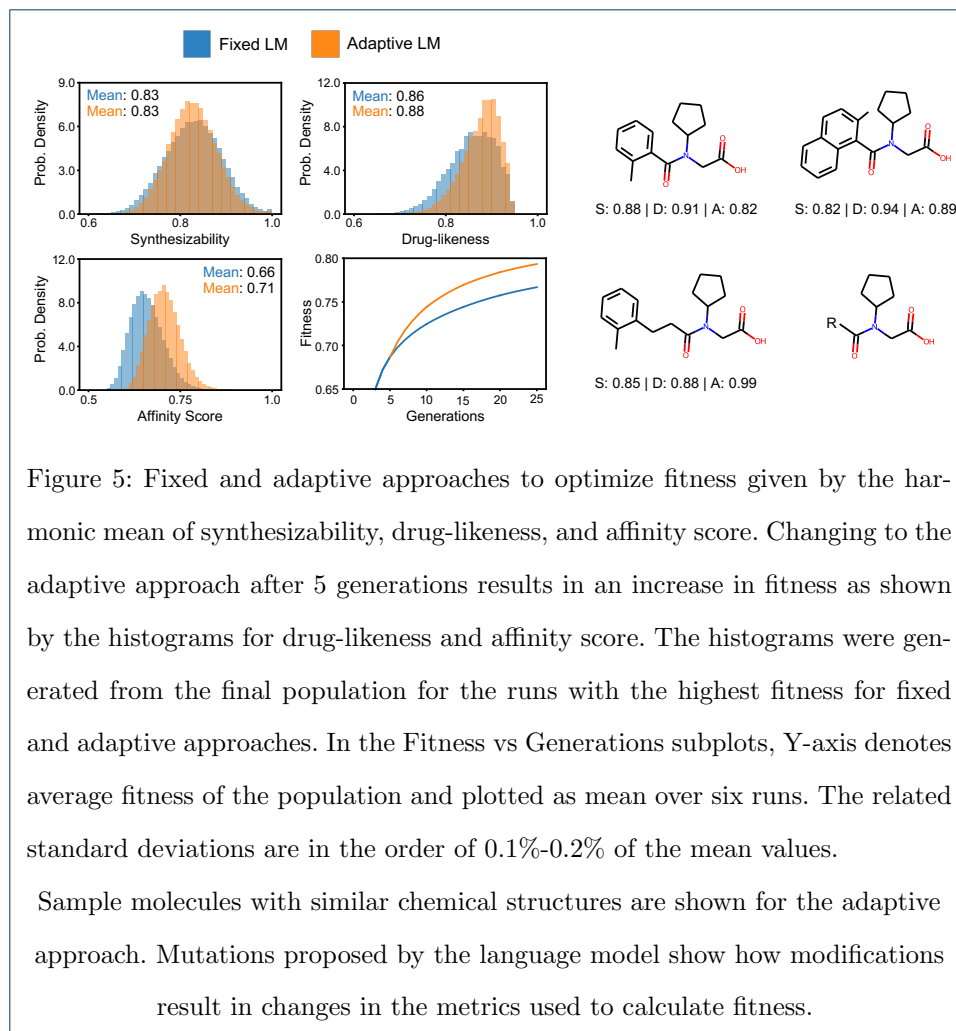 Fixed LM Adaptive LM
9.0 Mean: 0.83
Mean: 0.83
6.0
3.0
0.0
Prob. Density
0.6 0.8 1.0
Synthesizability
12.0 Mean: 0.86
Mean: 0.88
8.0
4.0
0.0
Prob. Density
0.6 0.8 1.0
Drug-likeness
N
O
O
OH
S: 0.88 | D: 0.91 | A: 0.82
N
O
O
OH
S: 0.82 | D: 0.94 | A: 0.89
12.0 Mean: 0.66
Mean: 0.71
8.0
4.0
0.0
Prob. Density
0.5 0.75 1.0
Affinity Score
0.80
0.75
0.70
0.65
Fitness
0 5 10 15 20 25
Generations
N
O
O
OH
S: 0.85 | D: 0.88 | A: 0.99
R
N
O
O
OH
Figure 5: Fixed and adaptive approaches to optimize fitness given by the har-
monic mean of synthesizability, drug-likeness, and affinity score. Changing to the
adaptive approach after 5 generations results in an increase in fitness as shown
by the histograms for drug-likeness and affinity score. The histograms were gen-
erated from the final population for the runs with the highest fitness for fixed
and adaptive approaches. In the Fitness vs Generations subplots, Y-axis denotes
average fitness of the population and plotted as mean over six runs. The related
standard deviations are in the order of 0.1%-0.2% of the mean values.
Sample molecules with similar chemical structures are shown for the adaptive
approach. Mutations proposed by the language model show how modifications
result in changes in the metrics used to calculate fitness.